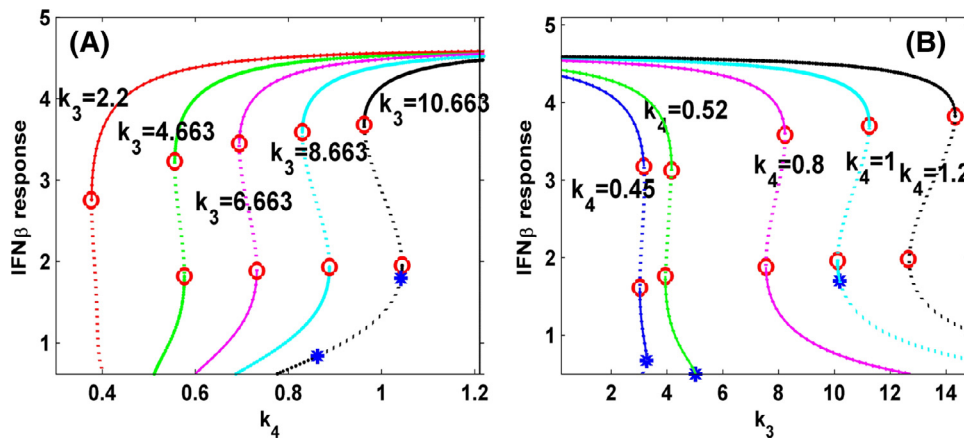 (A)
IFNβ response
5
4
3
2
1
k3=2.2
k3=4.663
k3=6.663
k3=8.663
k3=10.663
0.4 0.6 0.8 1 1.2
k4
(B)
IFNβ response
5
4
3
2
1
k4=0.45
k4=0.52
k4=0.8
k4=1
k4=1.2
2 4 6 8 10 12 14
k3